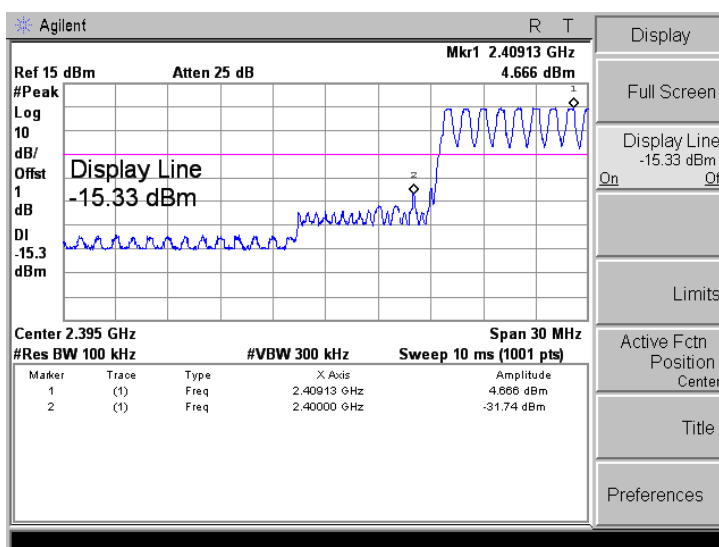 Agilent R T
Mkr1 2.40913 GHz
Ref 15 dBm Atten 25 dB 4.666 dBm
#Peak
Log
10
dB/
Offst
1
dB
DI
-15.3
dBm
1
2
Display Line
-15.33 dBm
Center 2.395 GHz Span 30 MHz
#Res BW 100 kHz #VBW 300 kHz Sweep 10 ms (1001 pts)
Marker Trace Type X Axis Amplitude
1 (1) Freq 2.40913 GHz 4.666 dBm
2 (1) Freq 2.40000 GHz -31.74 dBm
Display
Full Screen
Display Line
-15.33 dBm
On Of
Limits
Active Fctn
Position
Center
Title
Preferences